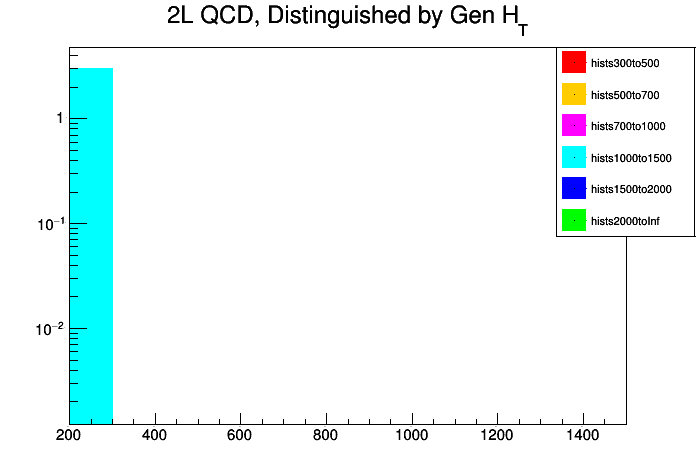 2L QCD, Distinguished by Gen H_T
hists300to500
hists500to700
hists700to1000
hists1000to1500
hists1500to2000
hists2000toInf
1
10⁻¹
10⁻²
200 400 600 800 1000 1200 1400